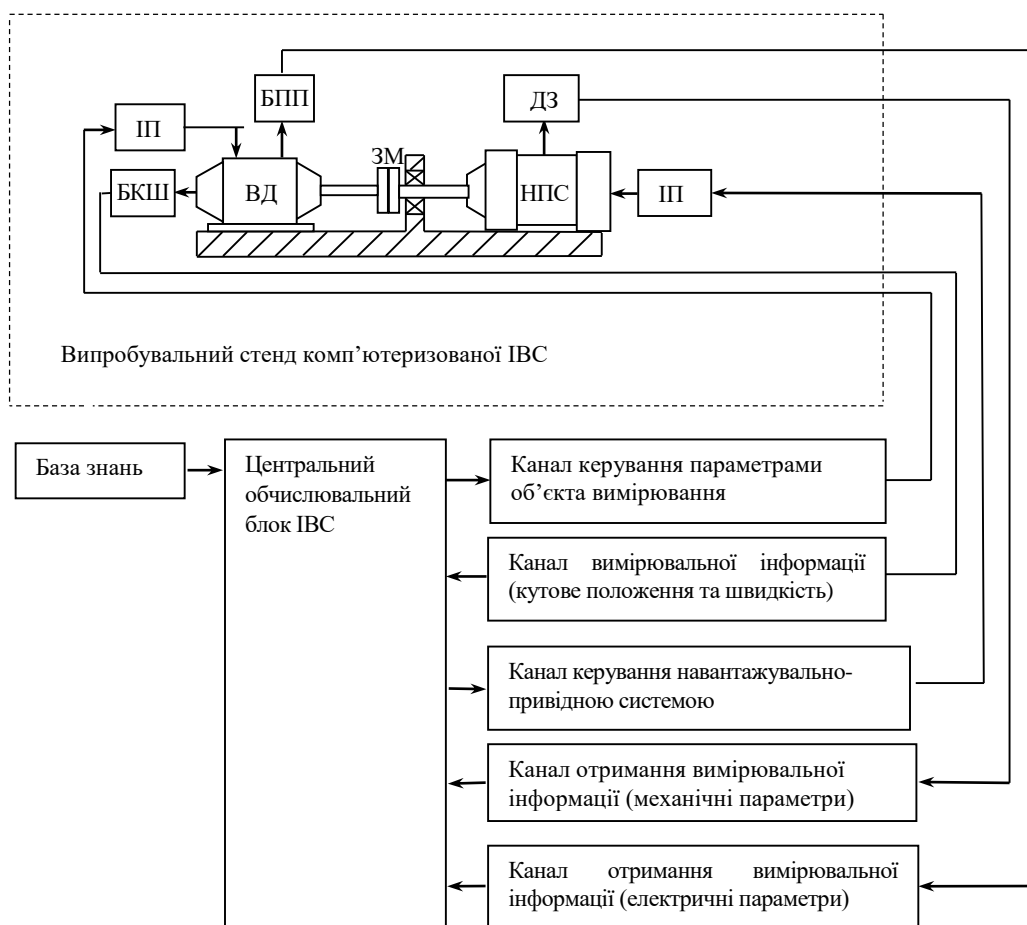 БПП
ДЗ
ІП
ЗМ
БКШ
ВД
НПС
ІП
Випробувальний стенд комп’ютеризованої ІВС
База знань
Центральний
обчислювальний
блок ІВС
Канал керування параметрами
об’єкта вимірювання
Канал вимірювальної інформації
(кутове положення та швидкість)
Канал керування навантажувально-
привідною системою
Канал отримання вимірювальної
інформації (механічні параметри)
Канал отримання вимірювальної
інформації (електричні параметри)